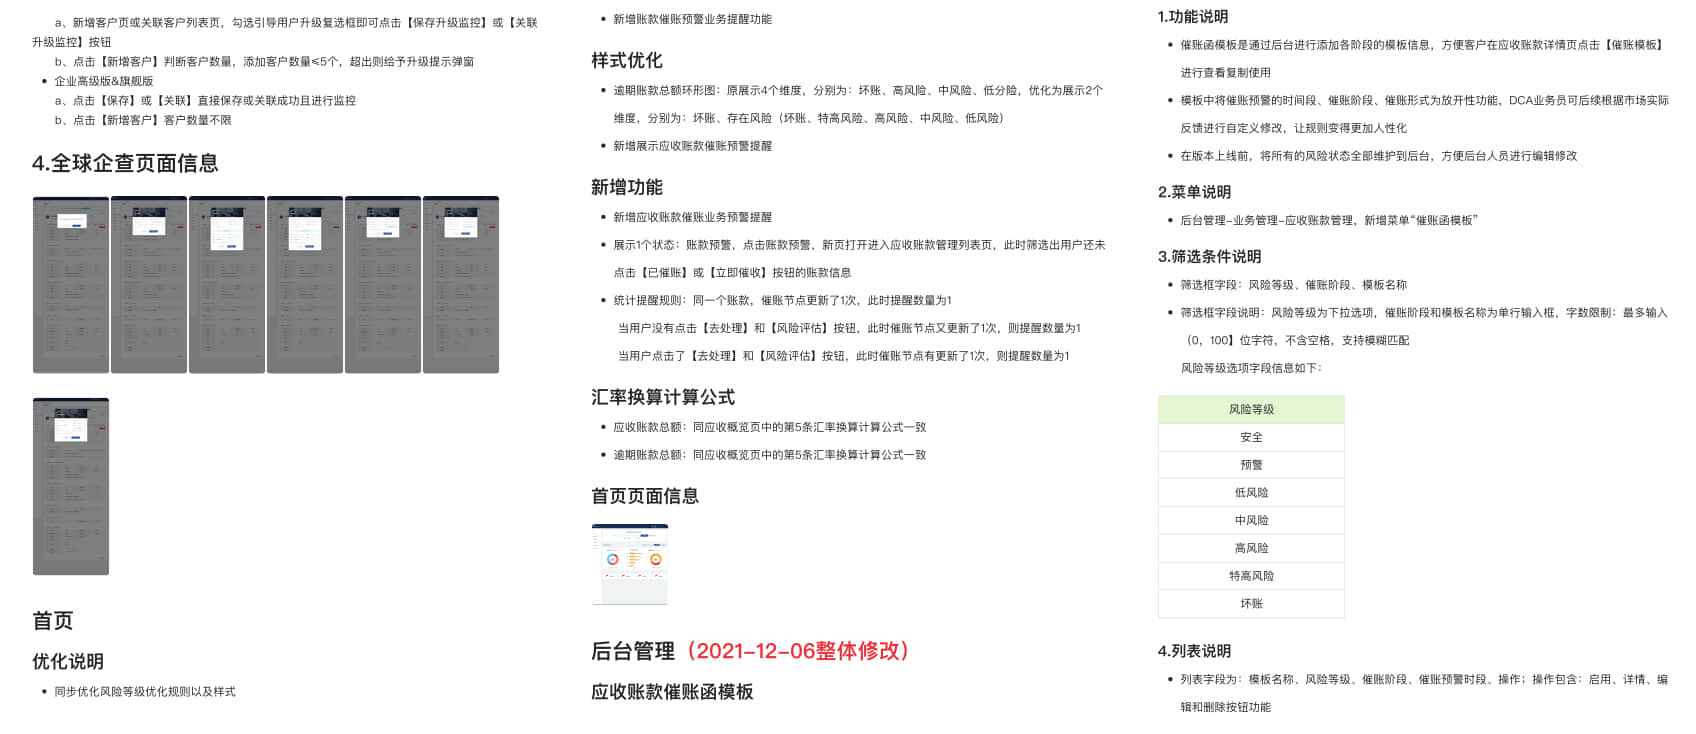 a、新增客户页或关联客户列表页，勾选引导用户升级复选框即可点击【保存升级监控】或【关联
升级监控】按钮
b、点击【新增客户】判断客户数量，添加客户数量≤5个，超出则给予升级提示弹窗
• 企业高级版&旗舰版
a、点击【保存】或【关联】直接保存或关联成功且进行监控
b、点击【新增客户】客户数量不限
4.全球企查页面信息
首页
优化说明
• 同步优化风险等级优化规则以及样式
• 新增账款催账预警业务提醒功能
样式优化
• 逾期账款总额环形图：原展示4个维度，分别为：坏账、高风险、中风险、低分险，优化为展示2个
维度，分别为：坏账、存在风险（坏账、特高风险、高风险、中风险、低风险）
• 新增展示应收账款催账预警提醒
新增功能
• 新增应收账款催账业务预警提醒
• 展示1个状态：账款预警，点击账款预警，新页打开进入应收账款管理列表页，此时筛选出用户还未
点击【已催账】或【立即催收】按钮的账款信息
• 统计提醒规则：同一个账款，催账节点更新了1次，此时提醒数量为1
当用户没有点击【去处理】和【风险评估】按钮，此时催账节点又更新了1次，则提醒数量为1
当用户点击了【去处理】和【风险评估】按钮，此时催账节点有更新了1次，则提醒数量为1
汇率换算计算公式
• 应收账款总额：同应收概览页中的第5条汇率换算计算公式一致
• 逾期账款总额：同应收概览页中的第5条汇率换算计算公式一致
首页页面信息
后台管理（2021-12-06整体修改）
应收账款催账函模板
1.功能说明
• 催账函模板是通过后台进行添加各阶段的模板信息，方便客户在应收账款详情页点击【催账模板】
进行查看复制使用
• 模板中将催账预警的时间段、催账阶段、催账形式为放开性功能，DCA业务员可后续根据市场实际
反馈进行自定义修改，让规则变得更加人性化
• 在版本上线前，将所有的风险状态全部维护到后台，方便后台人员进行编辑修改
2.菜单说明
• 后台管理-业务管理-应收账款管理，新增菜单“催账函模板”
3.筛选条件说明
• 筛选框字段：风险等级、催账阶段、模板名称
• 筛选框字段说明：风险等级为下拉选项，催账阶段和模板名称为单行输入框，字数限制：最多输入
（0，100】位字符，不含空格，支持模糊匹配
风险等级选项字段信息如下：
风险等级
安全
预警
低风险
中风险
高风险
特高风险
坏账
4.列表说明
• 列表字段为：模板名称、风险等级、催账阶段、催账预警时段、操作；操作包含：启用、详情、编
辑和删除按钮功能